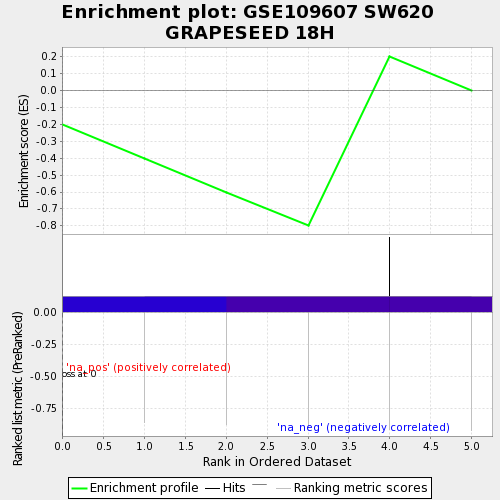 Enrichment plot: GSE109607 SW620
GRAPESEED 18H
Enrichment score (ES)
0.2
0.1
0.0
-0.1
-0.2
-0.3
-0.4
-0.5
-0.6
-0.7
-0.8
Ranked list metric (PreRanked)
0.00
-0.25
-0.50
-0.75
'na_pos' (positively correlated)
oss at 0
'na_neg' (negatively correlated)
0.0 0.5 1.0 1.5 2.0 2.5 3.0 3.5 4.0 4.5 5.0
Rank in Ordered Dataset
Enrichment profile Hits Ranking metric scores